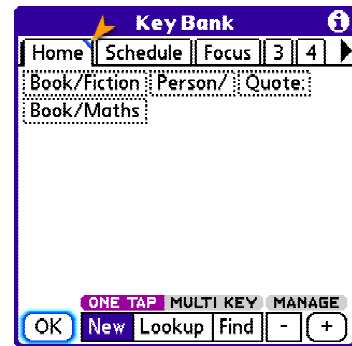 Key Bank i
Home Schedule Focus 3 4
Book/Fiction Person/ Quote:
Book/Maths
ONE TAP MULTI KEY MANAGE
OK New Lookup Find - +